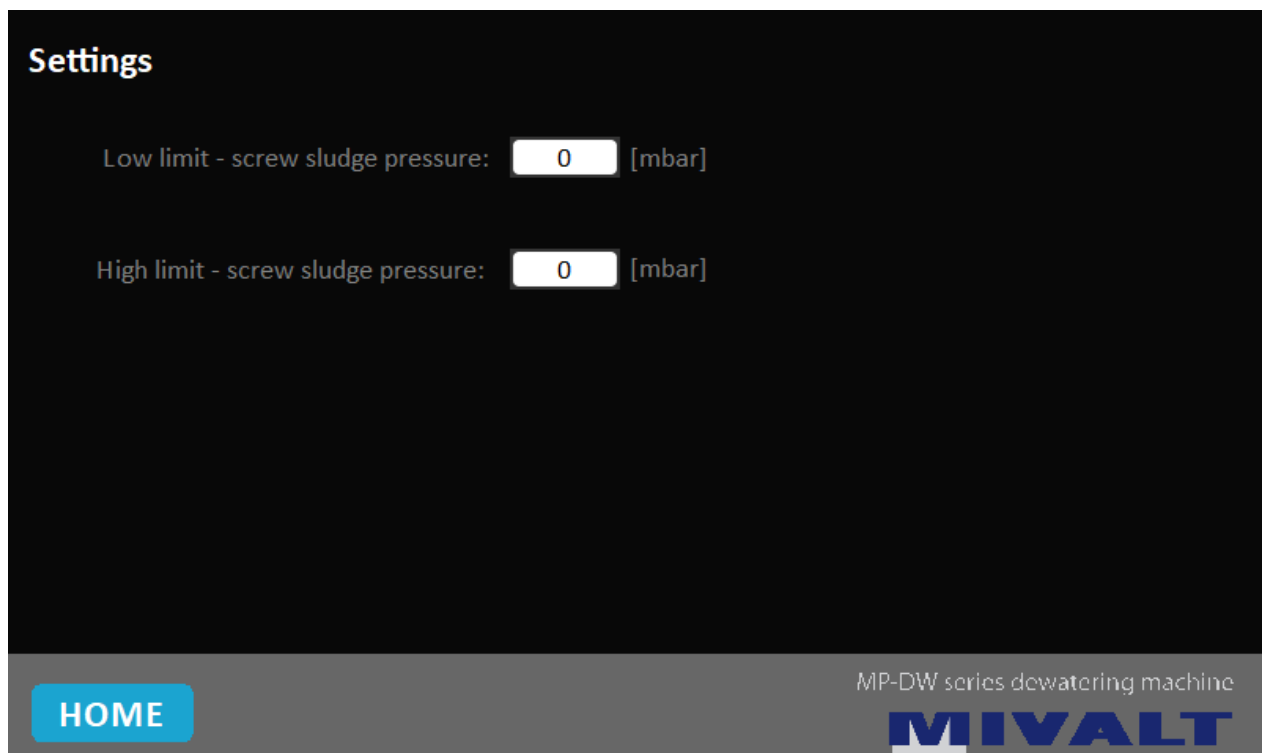 Settings
Low limit - screw sludge pressure: 0 [mbar]
High limit - screw sludge pressure: 0 [mbar]
MP-DW series dewatering machine
HOME
MIVALT